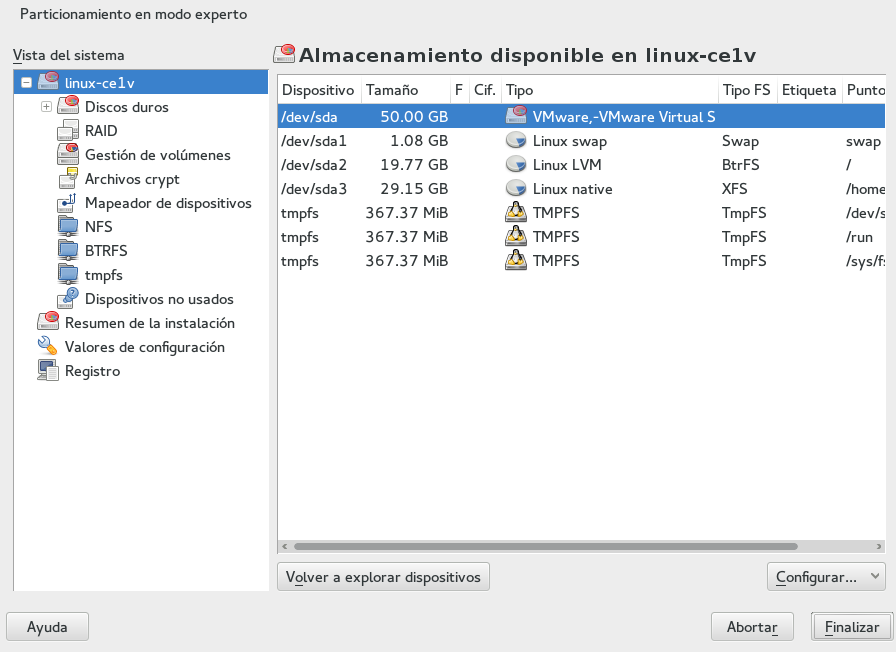 Particionamiento en modo experto
Vista del sistema
linux-ce1v
Discos duros
RAID
Gestión de volúmenes
Archivos crypt
Mapeador de dispositivos
NFS
BTRFS
tmpfs
Dispositivos no usados
Resumen de la instalación
Valores de configuración
Registro
Almacenamiento disponible en linux-ce1v
Dispositivo Tamaño F Cif. Tipo Tipo FS Etiqueta Punto
/dev/sda 50.00 GB VMware,-VMware Virtual S
/dev/sda1 1.08 GB Linux swap Swap swap
/dev/sda2 19.77 GB Linux LVM BtrFS /
/dev/sda3 29.15 GB Linux native XFS /home
tmpfs 367.37 MiB TMPFS TmpFS /dev/s
tmpfs 367.37 MiB TMPFS TmpFS /run
tmpfs 367.37 MiB TMPFS TmpFS /sys/fs
Volver a explorar dispositivos Configurar...
Ayuda Abortar Finalizar